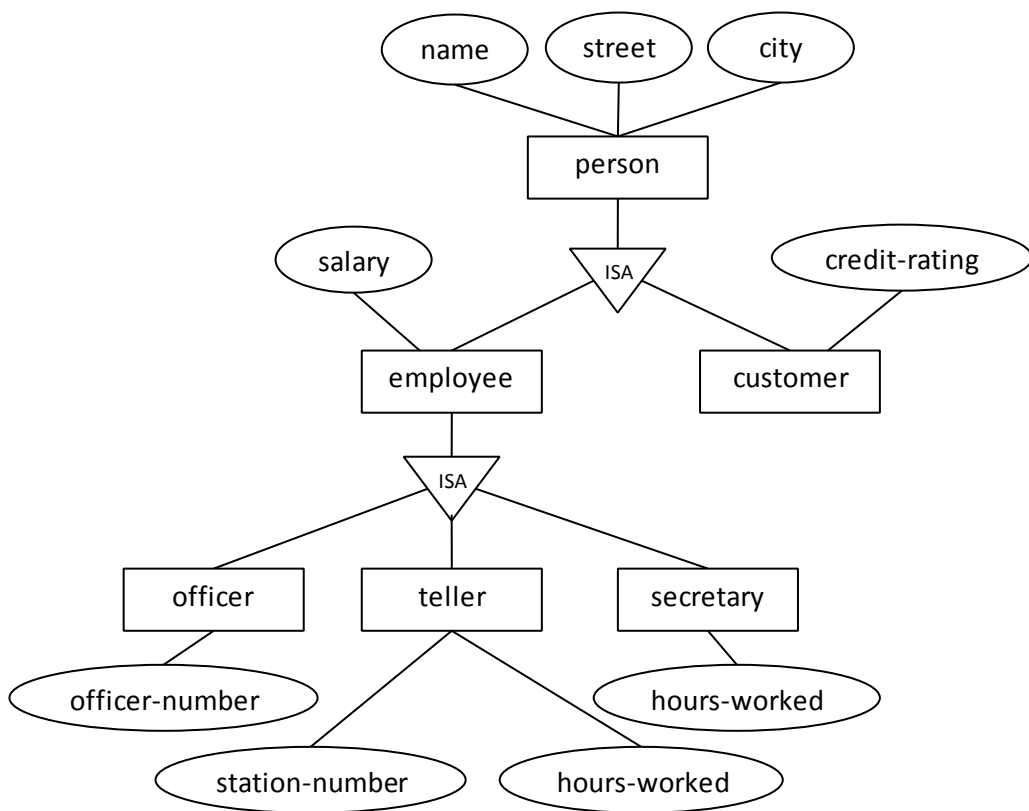 name
street
city
person
salary
ISA
credit-rating
employee
customer
ISA
officer
teller
secretary
officer-number
hours-worked
station-number
hours-worked